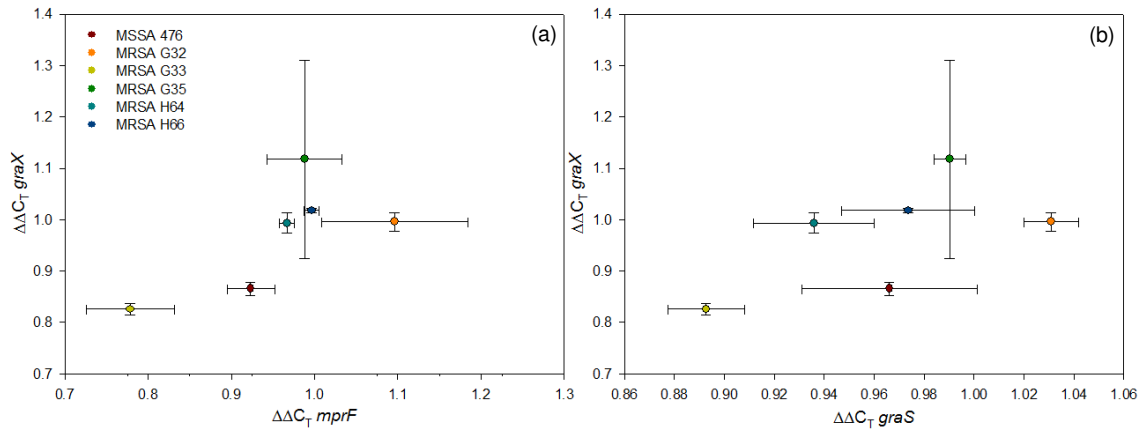 1.4
1.3
1.2
1.1
1.0
0.9
0.8
0.7
ΔΔC_T graX
MSSA 476
MRSA G32
MRSA G33
MRSA G35
MRSA H64
MRSA H66
(a)
0.7 0.8 0.9 1.0 1.1 1.2 1.3
ΔΔC_T mprF
1.4
1.3
1.2
1.1
1.0
0.9
0.8
0.7
ΔΔC_T graX
(b)
0.86 0.88 0.90 0.92 0.94 0.96 0.98 1.00 1.02 1.04 1.06
ΔΔC_T graS